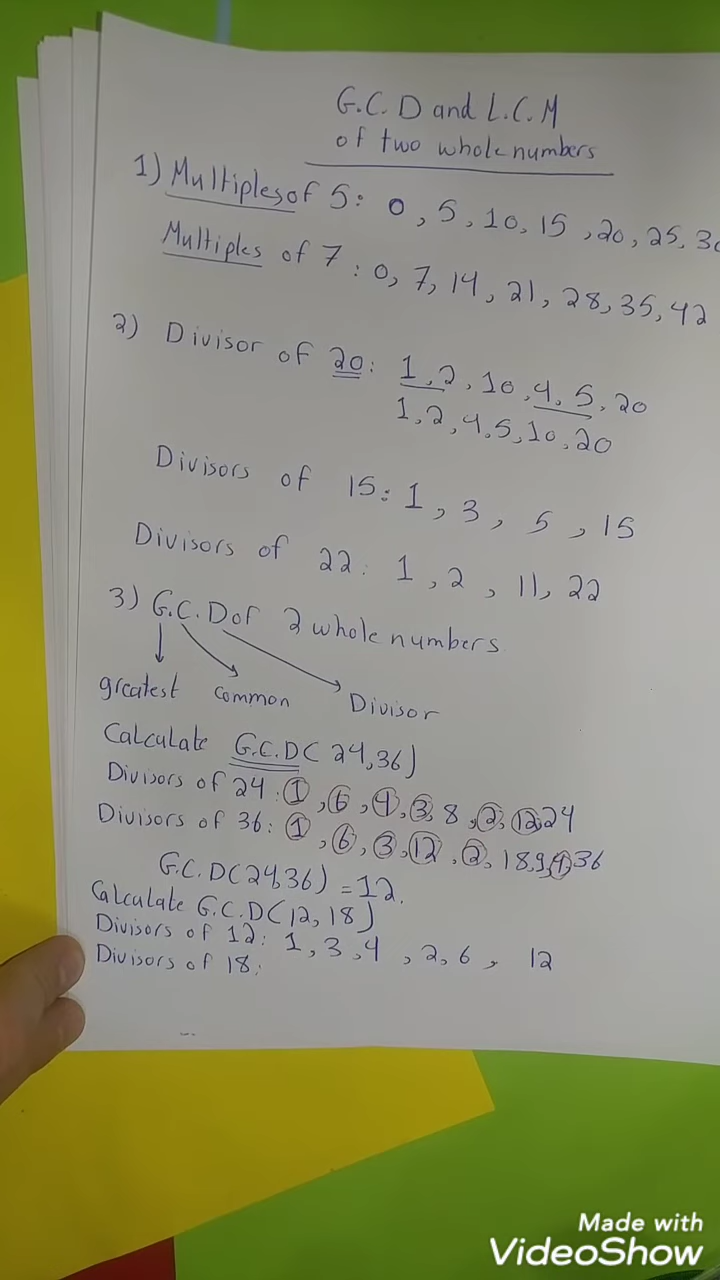 G.C.D and L.C.M
of two whole numbers
1) Multiples of 5: 0, 5, 10, 15, 20, 25, 30
Multiples of 7: 0, 7, 14, 21, 28, 35, 42
2) Divisor of 20: 1, 2, 10, 4, 5, 20
1, 2, 4, 5, 10, 20
Divisors of 15: 1, 3, 5, 15
Divisors of 22: 1, 2, 11, 22
3) G.C.D of 2 whole numbers
greatest common Divisor
Calculate G.C.D( 24,36)
Divisors of 24: 1, 6, 4, 3, 8, 2, 12, 24
Divisors of 36: 1, 6, 3, 12, 2, 18, 9, 4, 36
G.C.D(24,36) = 12.
Calculate G.C.D(12, 18)
Divisors of 12: 1, 3, 4, 2, 6, 12
Divisors of 18:
Made with
VideoShow